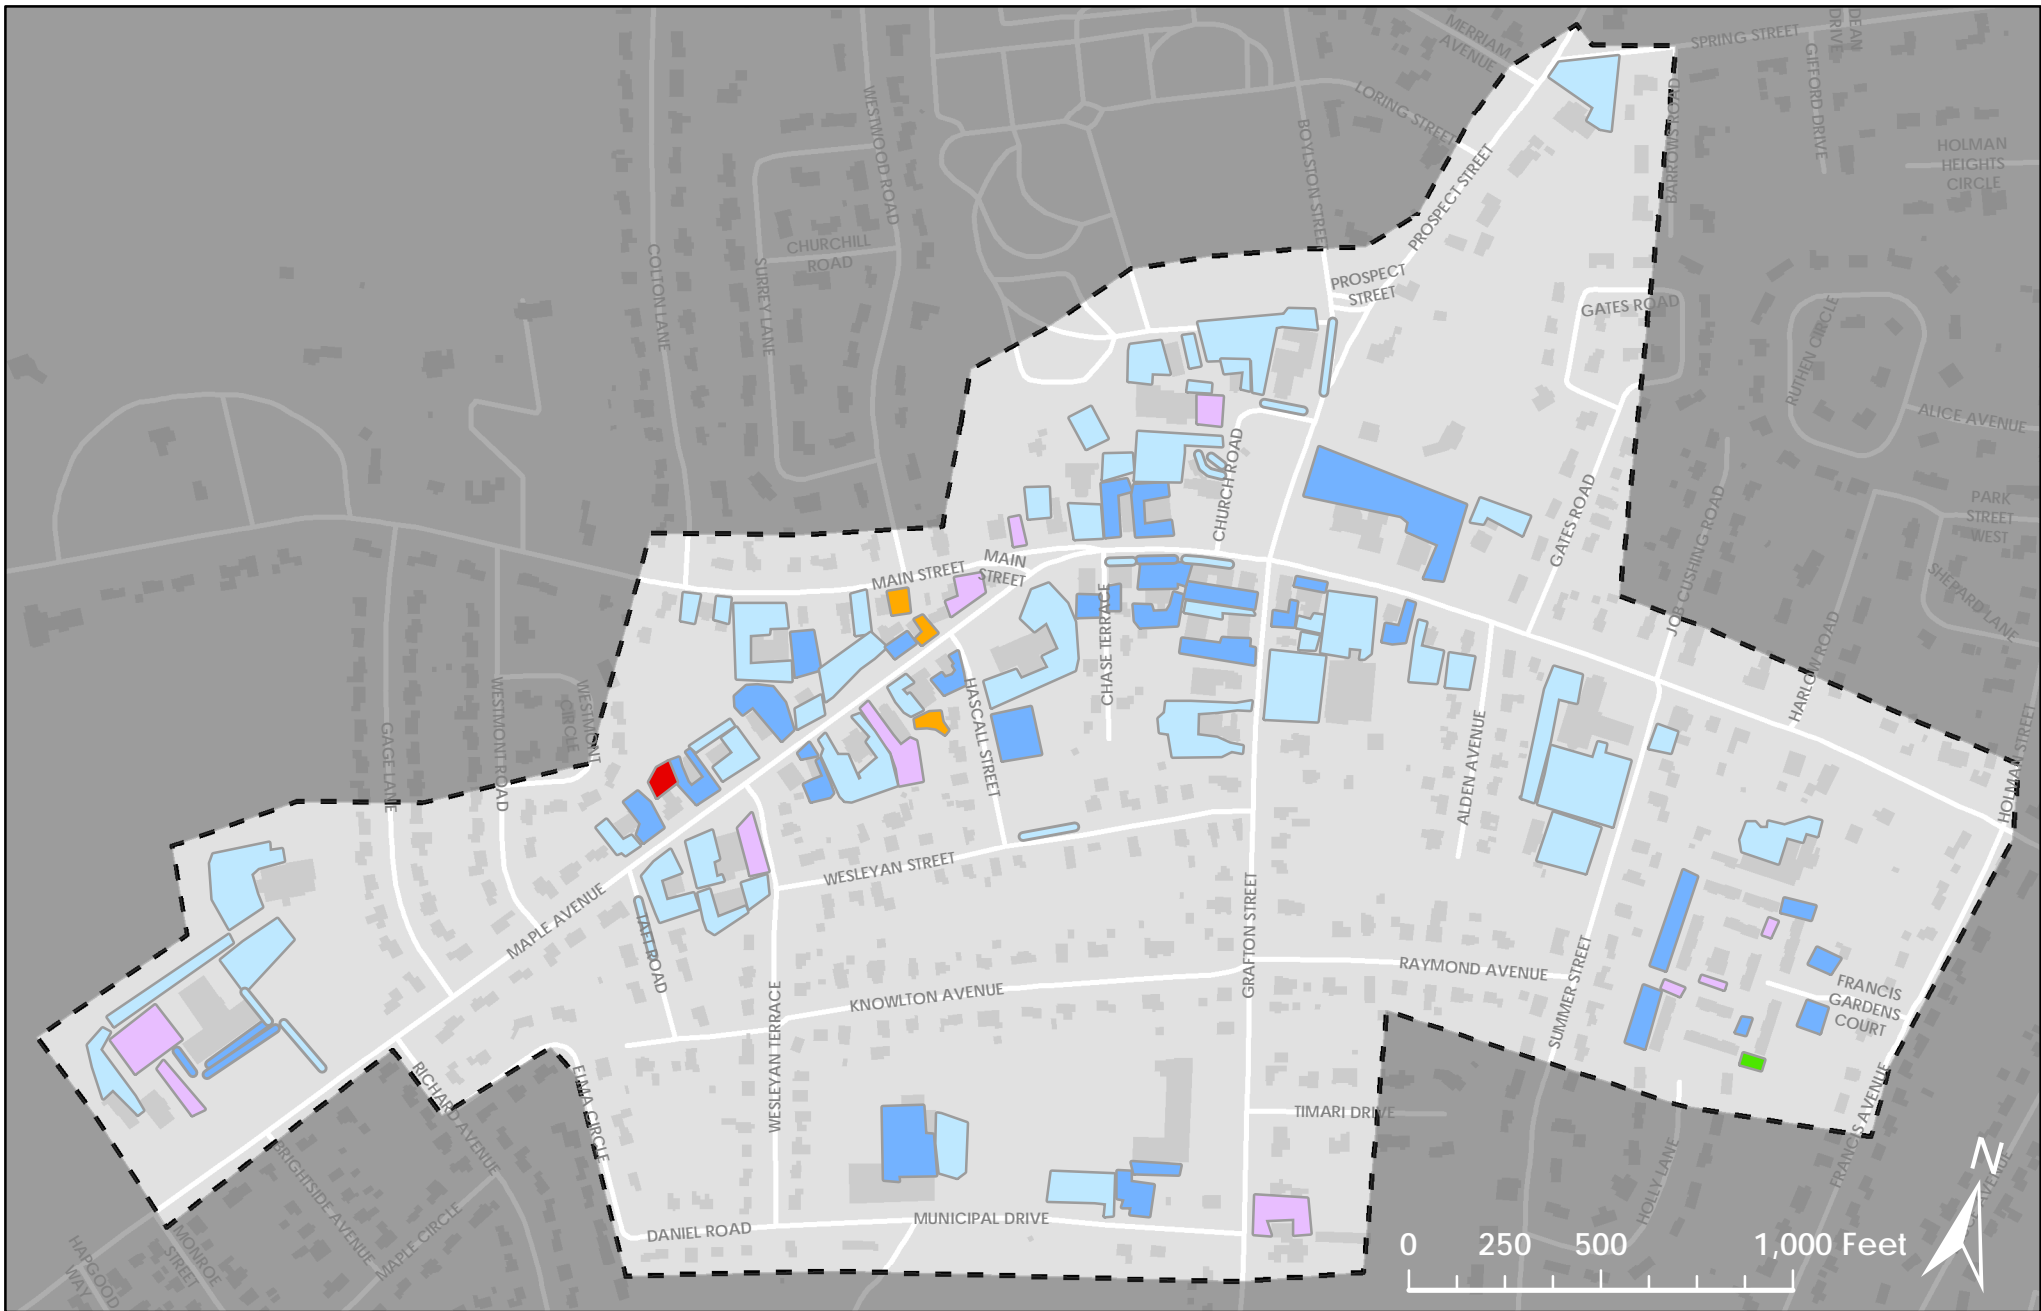 MERRIAM
AVENUE
SPRING STREET
DEAN
DRIVE
GIFFORD DRIVE
LORING STREET
BOYLSTON STREET
BARROWS ROAD
HOLMAN
HEIGHTS
CIRCLE
WESTWOOD ROAD
PROSPECT STREET
CHURCHILL
ROAD
COLTON LANE
SURREY LANE
PROSPECT
STREET
GATES ROAD
RUTHEN CIRCLE
ALICE AVENUE
CHURCH ROAD
GATES ROAD
JOB CUSHING ROAD
PARK
STREET
WEST
SHEPARD LANE
MAIN STREET
MAIN
STREET
CHASE TERRACE
HARLOW ROAD
GAGE LANE
WESTMONT ROAD
WESTMONT
CIRCLE
HASCALL STREET
ALDEN AVENUE
HOLMAN STREET
WESLEYAN STREET
MAPLE AVENUE
TAFT ROAD
GRAFTON STREET
RAYMOND AVENUE
SUMMER STREET
FRANCIS
GARDENS
COURT
KNOWLTON AVENUE
WESLEYAN TERRACE
RICHARD AVENUE
ELMA CIRCLE
TIMARI DRIVE
FRANCIS AVENUE
HOLLY LANE
BRIGHTSIDE AVENUE
MAPLE CIRCLE
MONROE
STREET
HAPGOOD
WAY
DANIEL ROAD
MUNICIPAL DRIVE
AVENUE
N
0 250 500 1,000 Feet